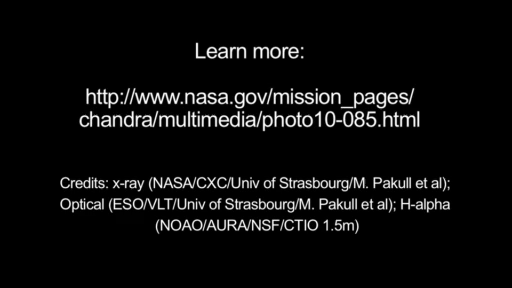 Learn more:
http://www.nasa.gov/mission_pages/
chandra/multimedia/photo10-085.html
Credits: x-ray (NASA/CXC/Univ of Strasbourg/M. Pakull et al);
Optical (ESO/VLT/Univ of Strasbourg/M. Pakull et al); H-alpha
(NOAO/AURA/NSF/CTIO 1.5m)